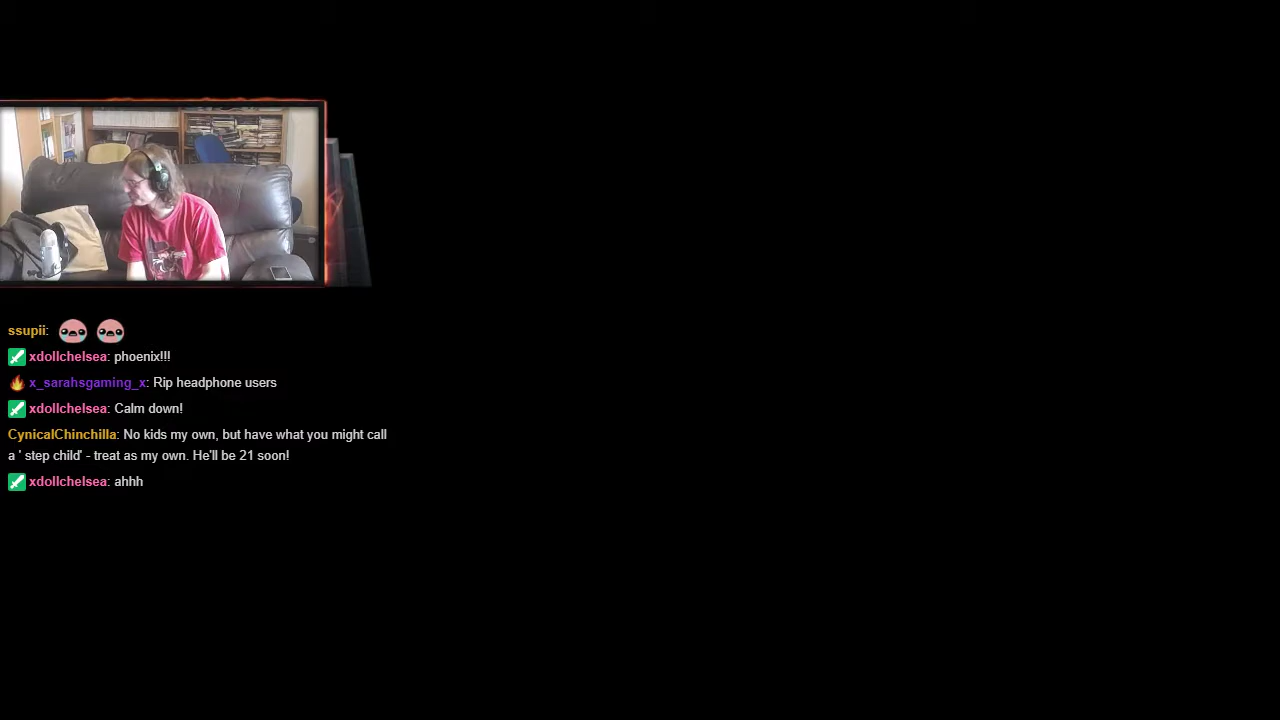 ssupii:
xdollchelsea: phoenix!!!
x_sarahsgaming_x: Rip headphone users
xdollchelsea: Calm down!
CynicalChinchilla: No kids my own, but have what you might call
a ' step child' - treat as my own. He'll be 21 soon!
xdollchelsea: ahhh